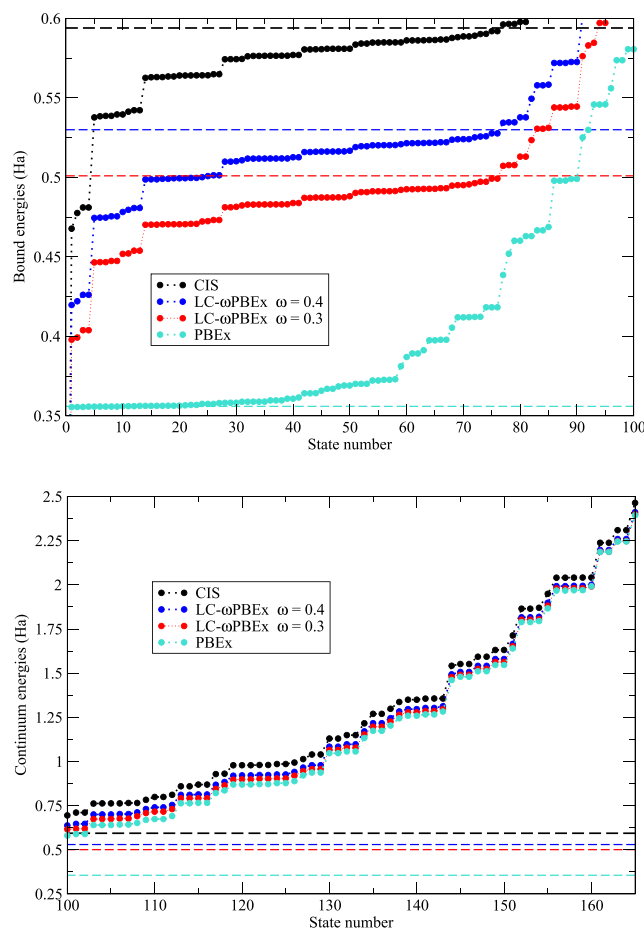 0.6
0.55
0.5
0.45
0.4
0.35
Bound energies (Ha)
CIS
LC-ωPBEx ω = 0.4
LC-ωPBEx ω = 0.3
PBEx
0 10 20 30 40 50 60 70 80 90 100
State number
2.5
2.25
2
1.75
1.5
1.25
1
0.75
0.5
0.25
Continuum energies (Ha)
CIS
LC-ωPBEx ω = 0.4
LC-ωPBEx ω = 0.3
PBEx
100 110 120 130 140 150 160
State number